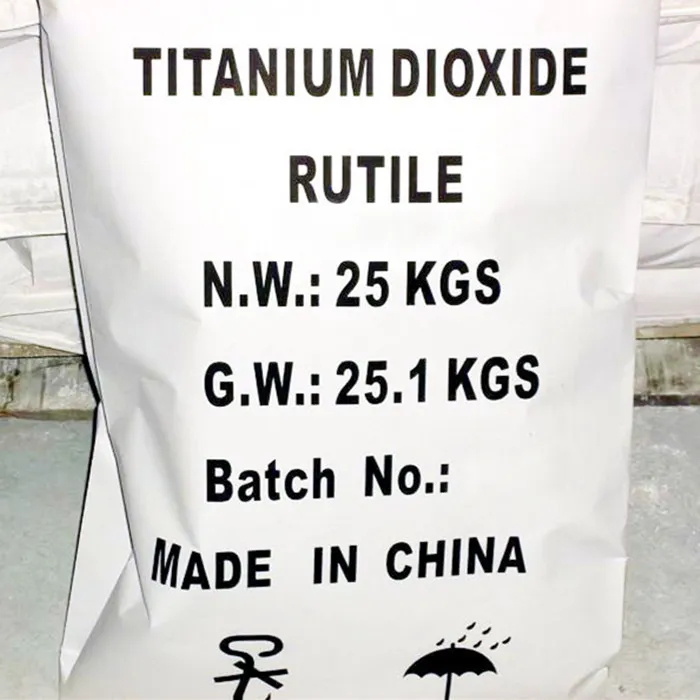 TITANIUM DIOXIDE
RUTILE
N.W.: 25 KGS
G.W.: 25.1 KGS
Batch No.:
MADE IN CHINA